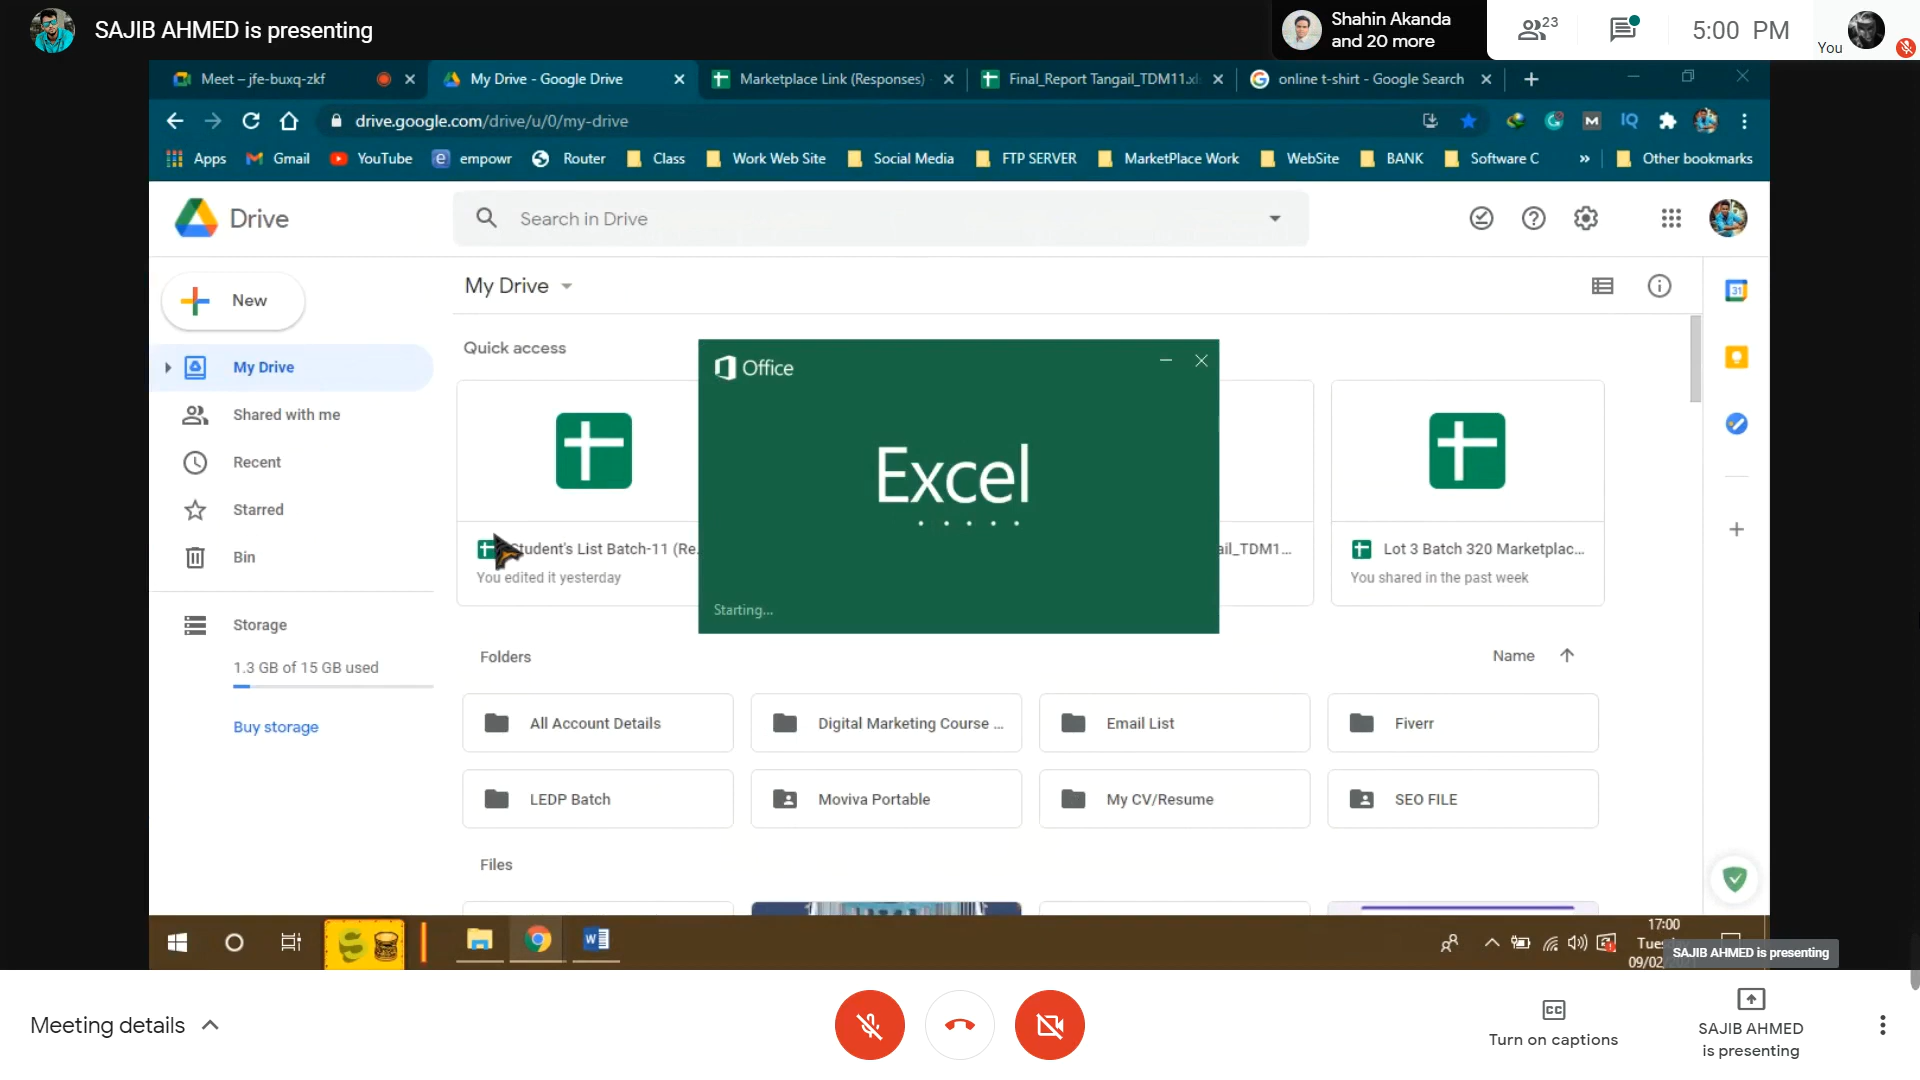 SAJIB AHMED is presenting
Shahin Akanda
and 20 more
23
5:00 PM
You
Meet – jfe-buxq-zkf
My Drive - Google Drive
Marketplace Link (Responses)
Final_Report Tangail_TDM11.xl
online t-shirt - Google Search
drive.google.com/drive/u/0/my-drive
M
IQ
Apps
Gmail
YouTube
empowr
Router
Class
Work Web Site
Social Media
FTP SERVER
MarketPlace Work
WebSite
BANK
Software C
»
Other bookmarks
Drive
Search in Drive
New
My Drive
31
My Drive
Shared with me
Recent
Starred
Bin
Storage
1.3 GB of 15 GB used
Buy storage
Quick access
Office
Excel
Starting...
Student's List Batch-11 (Re...
You edited it yesterday
ail_TDM1...
Lot 3 Batch 320 Marketplac...
You shared in the past week
Folders
Name
All Account Details
Digital Marketing Course ...
Email List
Fiverr
LEDP Batch
Moviva Portable
My CV/Resume
SEO FILE
Files
17:00
Tues
09/02/
SAJIB AHMED is presenting
Meeting details
Turn on captions
SAJIB AHMED
is presenting